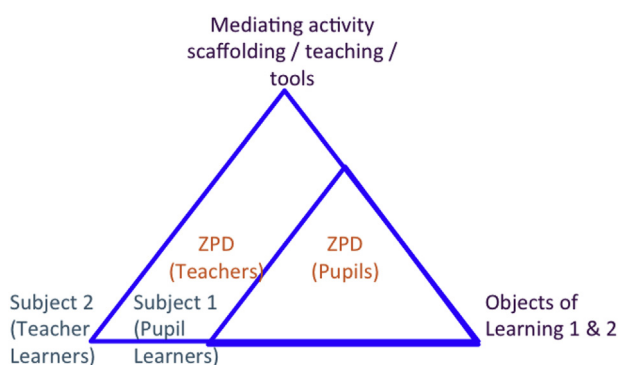 Mediating activity
scaffolding / teaching /
tools
ZPD
(Teachers)
ZPD
(Pupils)
Subject 2
(Teacher
Learners)
Subject 1
(Pupil
Learners)
Objects of
Learning 1 & 2